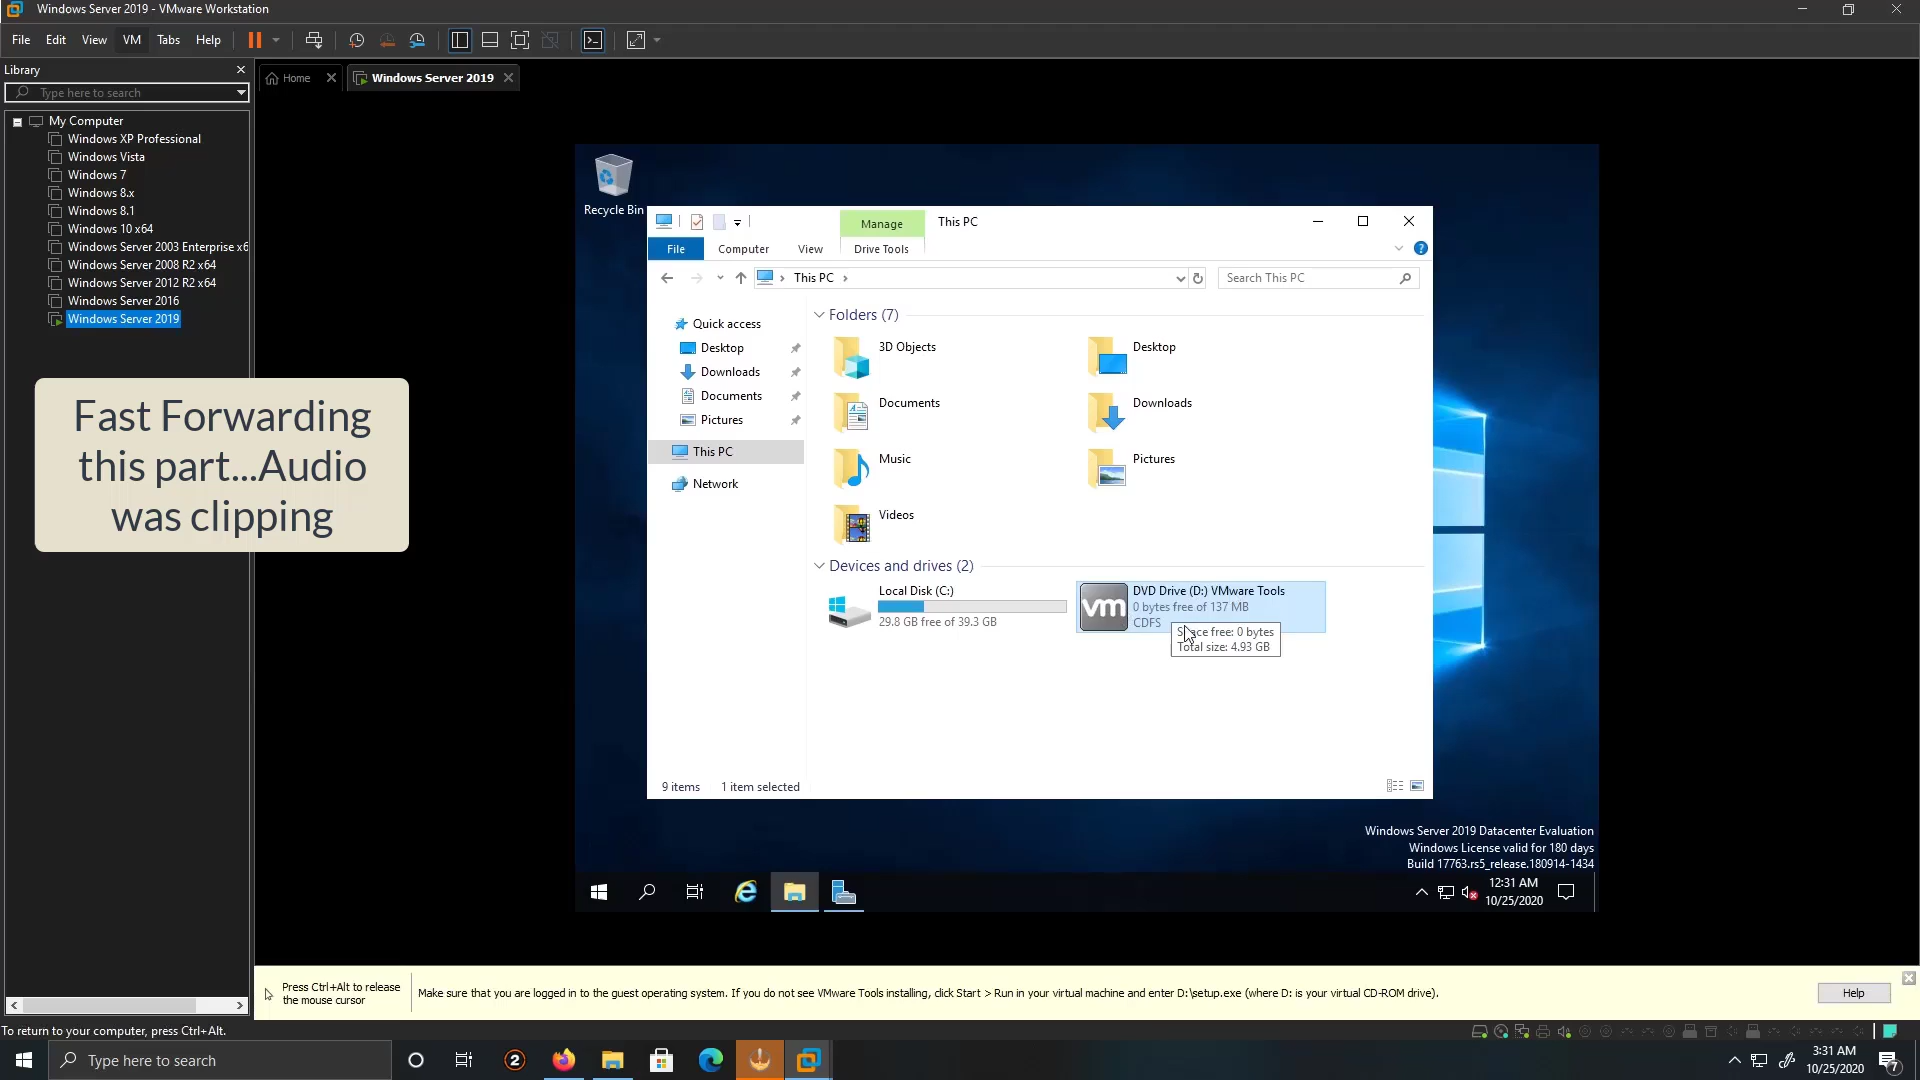 Windows Server 2019 - VMware Workstation
File Edit View VM Tabs Help
Library
Type here to search
Home
Windows Server 2019
My Computer
Windows XP Professional
Windows Vista
Windows 7
Windows 8.x
Windows 8.1
Windows 10 x64
Windows Server 2003 Enterprise x6
Windows Server 2008 R2 x64
Windows Server 2012 R2 x64
Windows Server 2016
Windows Server 2019
Fast Forwarding
this part...Audio
was clipping
Recycle Bin
Manage
This PC
File Computer View Drive Tools
This PC
Search This PC
Quick access
Desktop
Downloads
Documents
Pictures
This PC
Network
Folders (7)
3D Objects
Desktop
Documents
Downloads
Music
Pictures
Videos
Devices and drives (2)
Local Disk (C:)
29.8 GB free of 39.3 GB
vm
DVD Drive (D:) VMware Tools
0 bytes free of 137 MB
CDFS
free: 0 bytes
Total size: 4.93 GB
9 items 1 item selected
Windows Server 2019 Datacenter Evaluation
Windows License valid for 180 days
Build 17763.rs5_release.180914-1434
12:31 AM
10/25/2020
Press Ctrl+Alt to release
the mouse cursor
Make sure that you are logged in to the guest operating system. If you do not see VMware Tools installing, click Start > Run in your virtual machine and enter D:\setup.exe (where D: is your virtual CD-ROM drive).
Help
To return to your computer, press Ctrl+Alt.
Type here to search
2
3:31 AM
10/25/2020
7